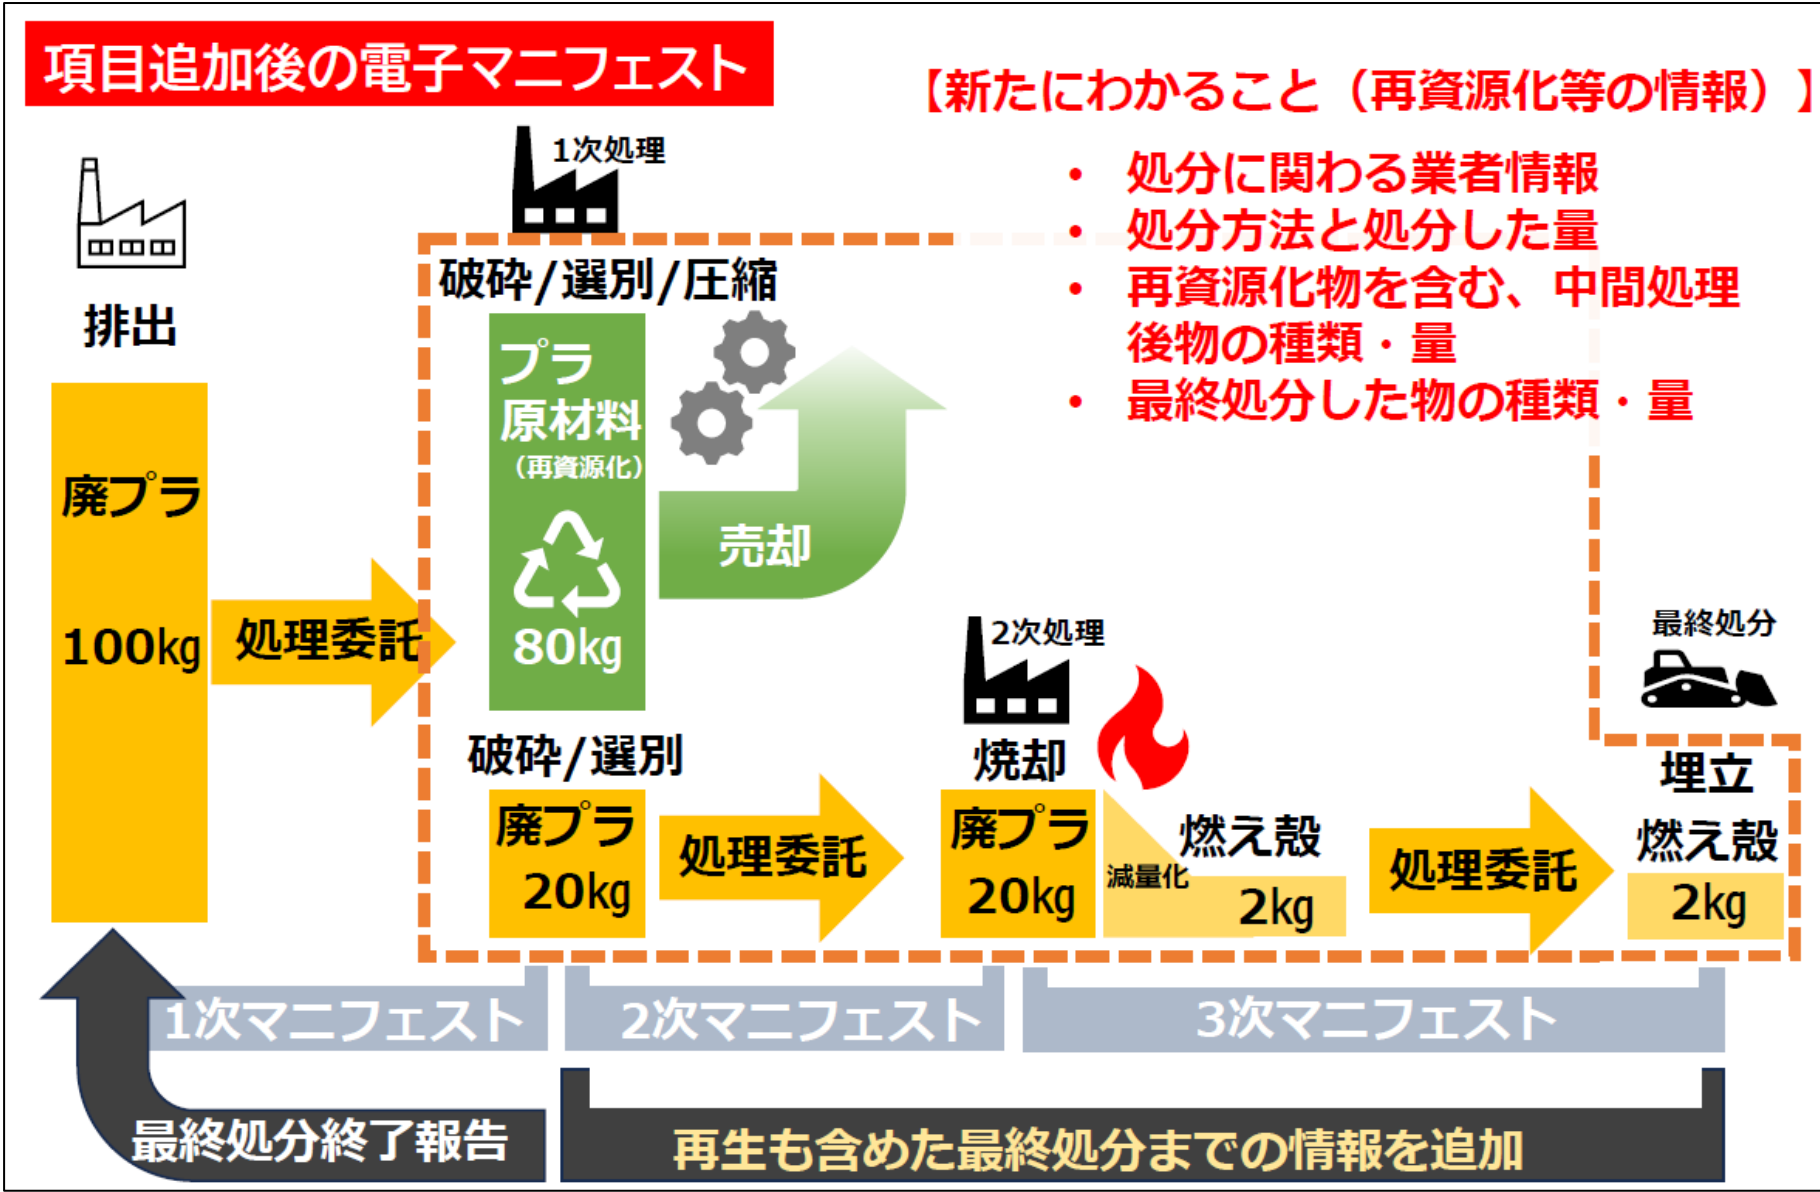 項目追加後の電子マニフェスト
【新たにわかること（再資源化等の情報）】
• 処分に関わる業者情報
• 処分方法と処分した量
• 再資源化物を含む、中間処理
後物の種類・量
• 最終処分した物の種類・量
排出
廃プラ
100kg
処理委託
1次処理
破砕/選別/圧縮
プラ
原材料
（再資源化）
80kg
売却
破砕/選別
廃プラ
20kg
処理委託
2次処理
焼却
廃プラ
20kg
減量化
燃え殻
2kg
処理委託
最終処分
埋立
燃え殻
2kg
1次マニフェスト
2次マニフェスト
3次マニフェスト
最終処分終了報告
再生も含めた最終処分までの情報を追加